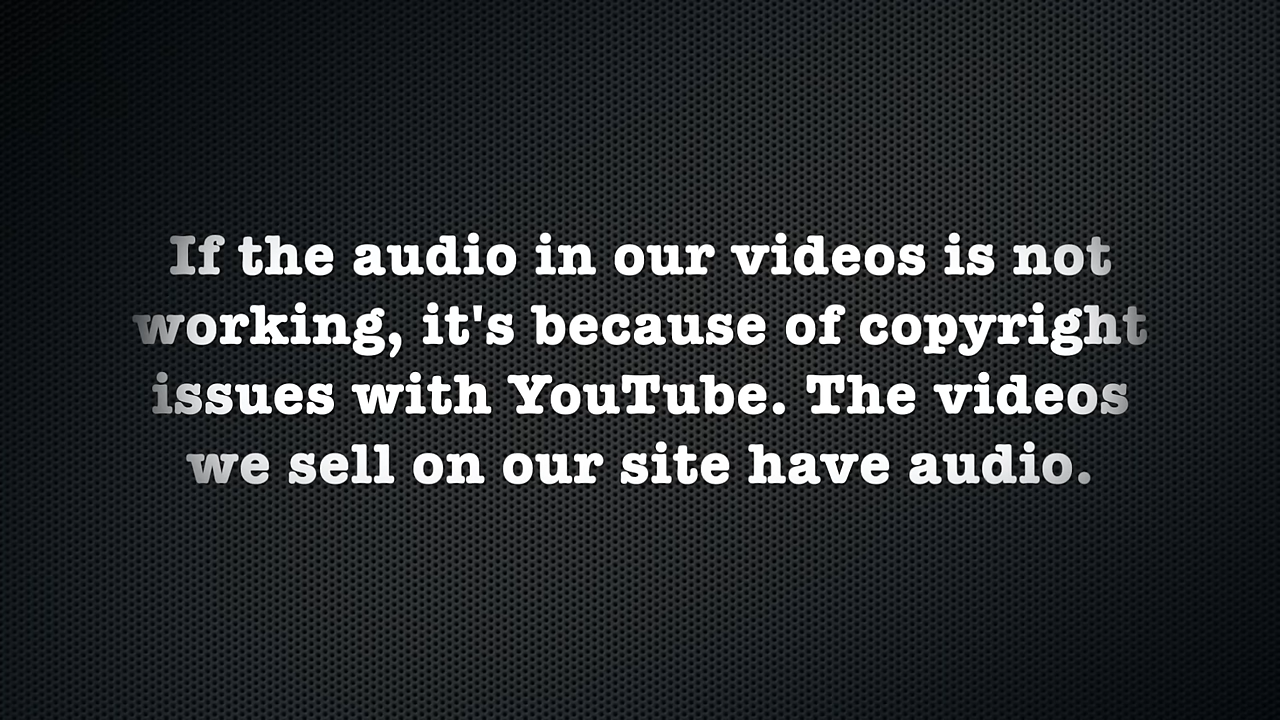 If the audio in our videos is not
working, it's because of copyright
issues with YouTube. The videos
we sell on our site have audio.